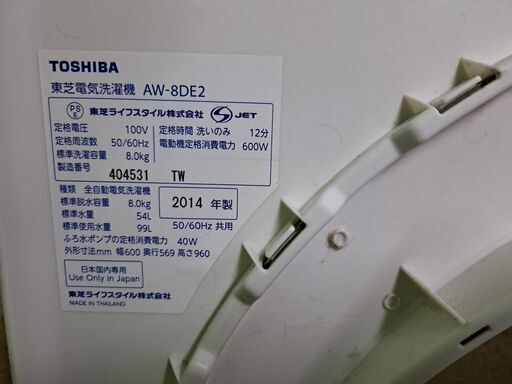 TOSHIBA
東芝電気洗濯機 AW-8DE2
PS E 東芝ライフスタイル株式会社 S JET
定格電圧 100V 定格時間 洗いのみ 12分
定格周波数 50/60Hz 電動機定格消費電力 600W
標準洗濯容量 8.0kg
製造番号 404531 TW
種類 全自動電気洗濯機
標準脱水容量 8.0kg 2014 年製
標準水量 54L
標準使用水量 99L 50/60Hz 共用
ふろ水ポンプの定格消費電力 40W
外形寸法mm 幅600 奥行569 高さ960
日本国内専用
Use Only in Japan
東芝ライフスタイル株式会社
MADE IN THAILAND